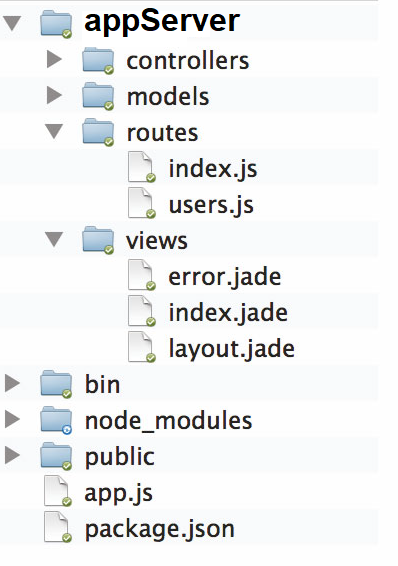 appServer
controllers
models
routes
index.js
users.js
views
error.jade
index.jade
layout.jade
bin
node_modules
public
app.js
package.json